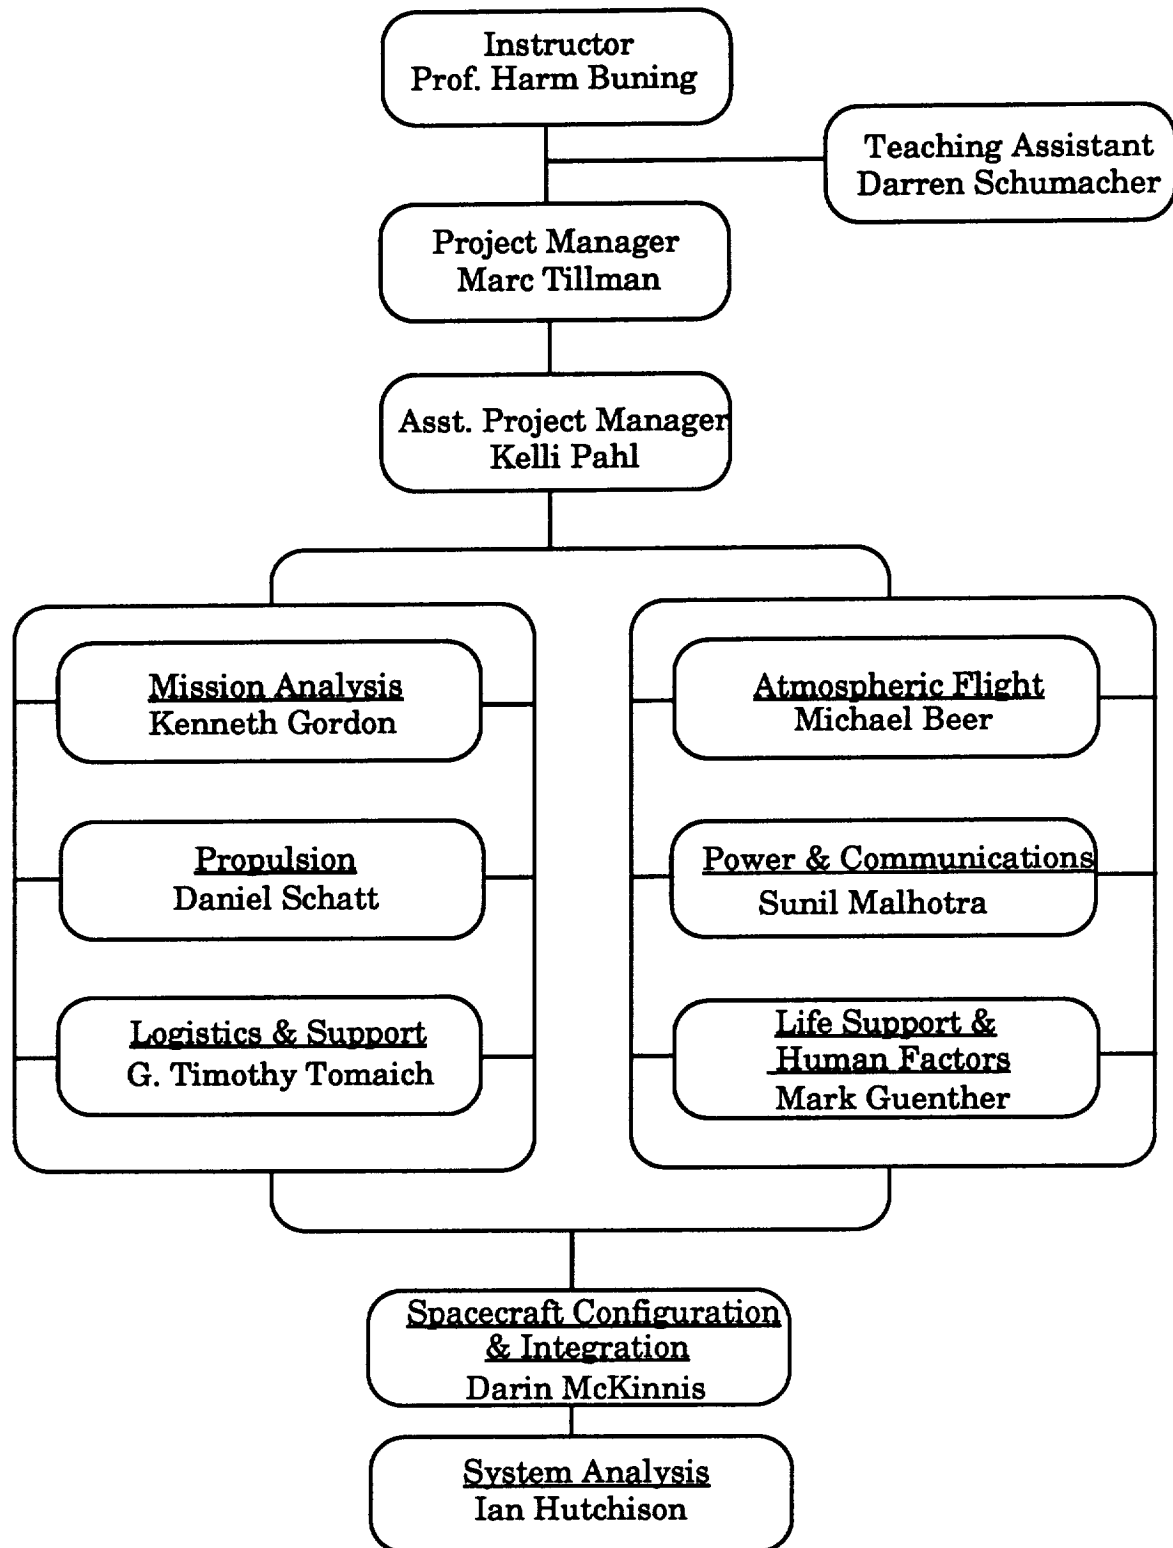 Instructor
Prof. Harm Buning
Teaching Assistant
Darren Schumacher
Project Manager
Marc Tillman
Asst. Project Manager
Kelli Pahl
Mission Analysis
Kenneth Gordon
Propulsion
Daniel Schatt
Logistics & Support
G. Timothy Tomaich
Atmospheric Flight
Michael Beer
Power & Communications
Sunil Malhotra
Life Support &
Human Factors
Mark Guenther
Spacecraft Configuration
& Integration
Darin McKinnis
System Analysis
Ian Hutchison